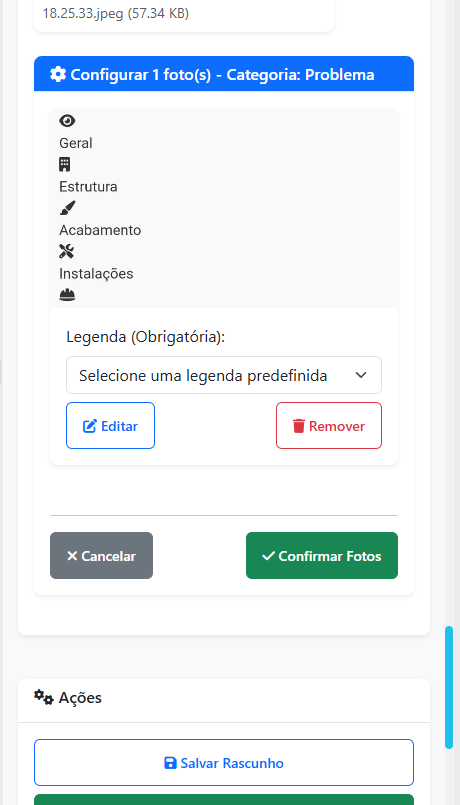 18.25.33.jpeg (57.34 KB)
Configurar 1 foto(s) - Categoria: Problema
Geral
Estrutura
Acabamento
Instalações
Legenda (Obrigatória):
Selecione uma legenda predefinida
Editar
Remover
Cancelar
Confirmar Fotos
Ações
Salvar Rascunho